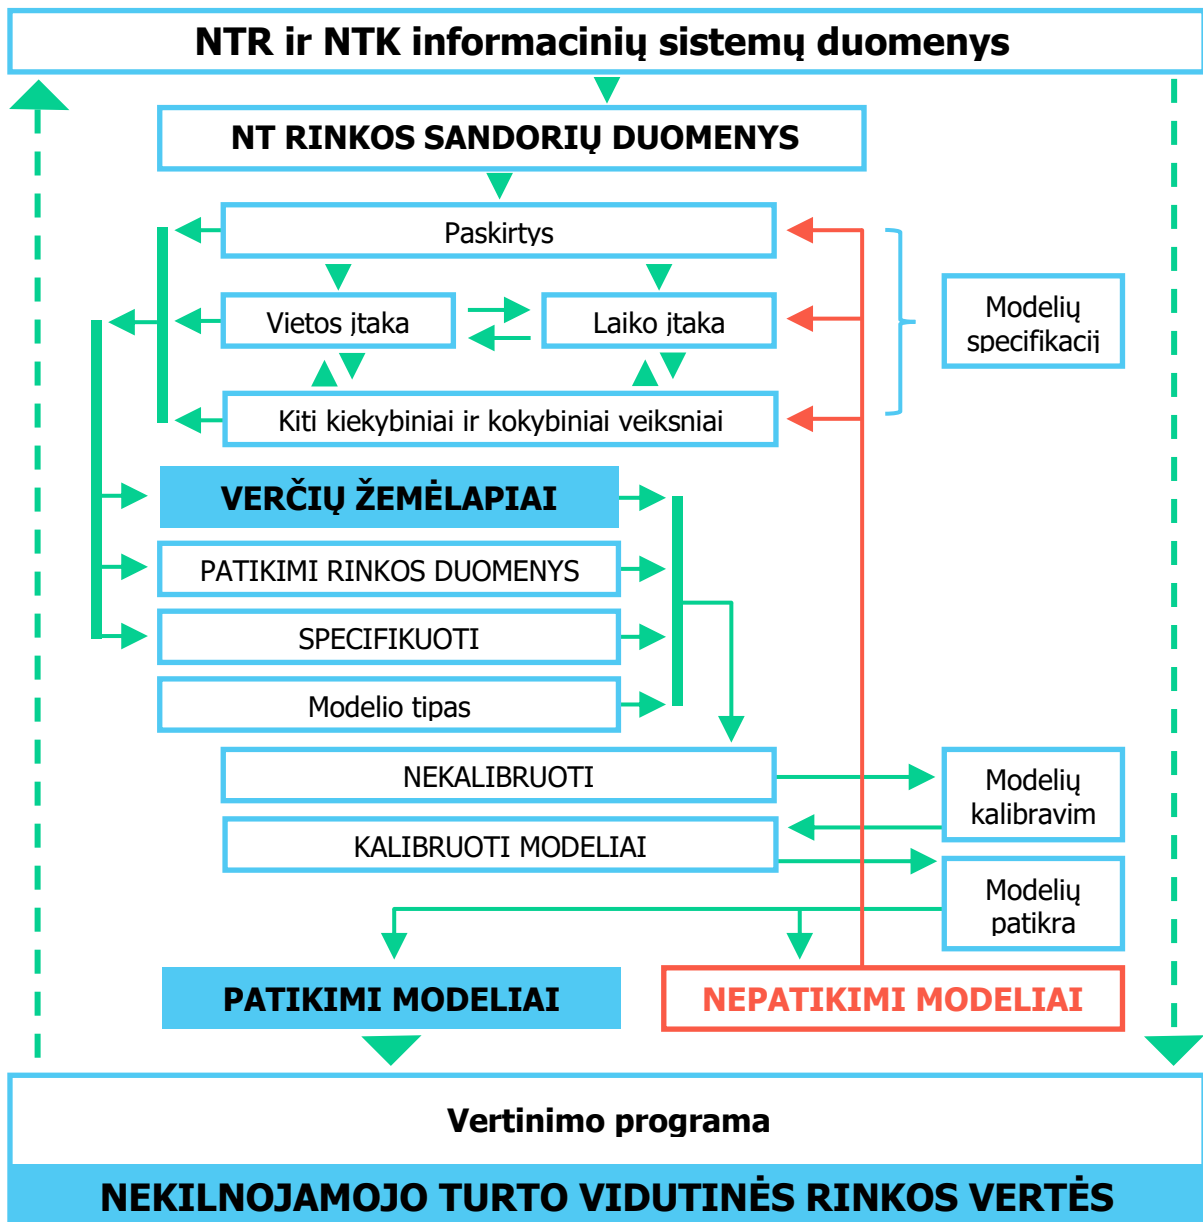 NTR ir NTK informacinių sistemų duomenys
NT RINKOS SANDORIŲ DUOMENYS
Paskirtys
Vietos įtaka
Laiko įtaka
Modelių
specifikacij
Kiti kiekybiniai ir kokybiniai veiksniai
VERČIŲ ŽEMĖLAPIAI
PATIKIMI RINKOS DUOMENYS
SPECIFIKUOTI
Modelio tipas
NEKALIBRUOTI
Modelių
kalibravim
KALIBRUOTI MODELIAI
Modelių
patikra
PATIKIMI MODELIAI
NEPATIKIMI MODELIAI
Vertinimo programa
NEKILNOJAMOJO TURTO VIDUTINĖS RINKOS VERTĖS